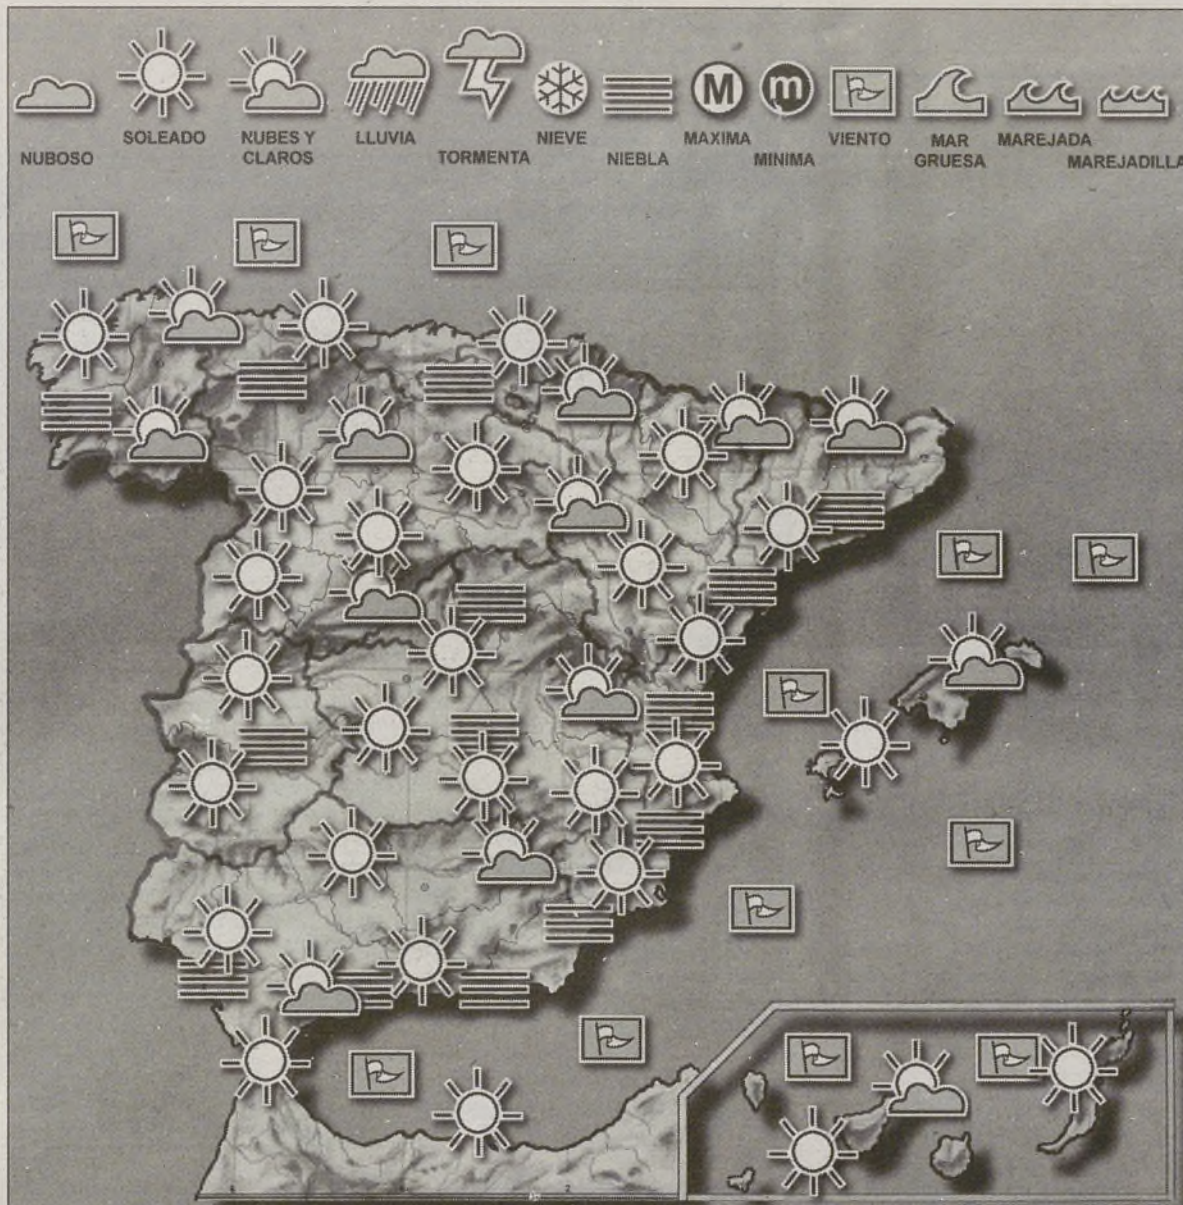 NUBOSO
SOLEADO
NUBES Y
CLAROS
LLUVIA
TORMENTA
NIEVE
NIEBLA
M
MAXIMA
m
MINIMA
VIENTO
MAR
GRUESA
MAREJADA
MAREJADILLA